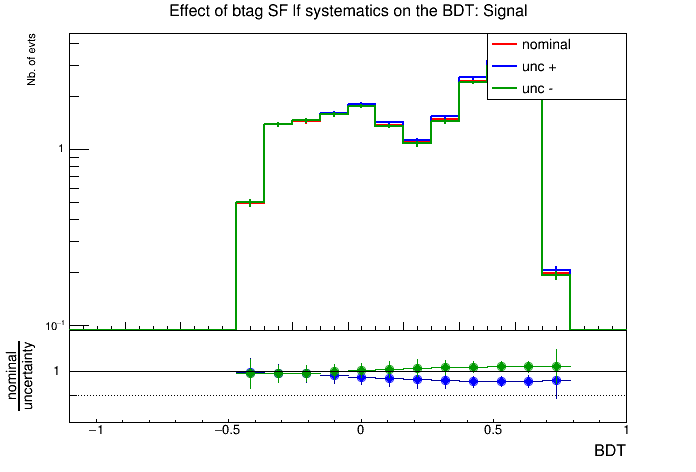 Effect of btag SF lf systematics on the BDT: Signal
Nb. of evts
nominal
unc +
unc -
1
10⁻¹
nominal
uncertainty
1
−1
−0.5
0
0.5
1
BDT